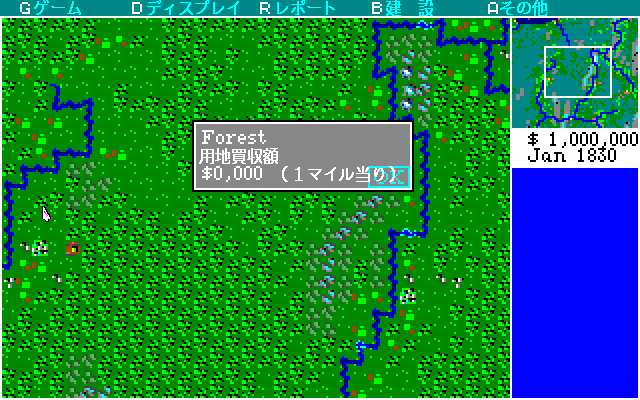 Gゲーム Dディスプレイ Rレポート B建 設 Aその他
Forest
用地買収額
$0,000 (1マイル当り)
OK
$ 1,000,000
Jan 1830